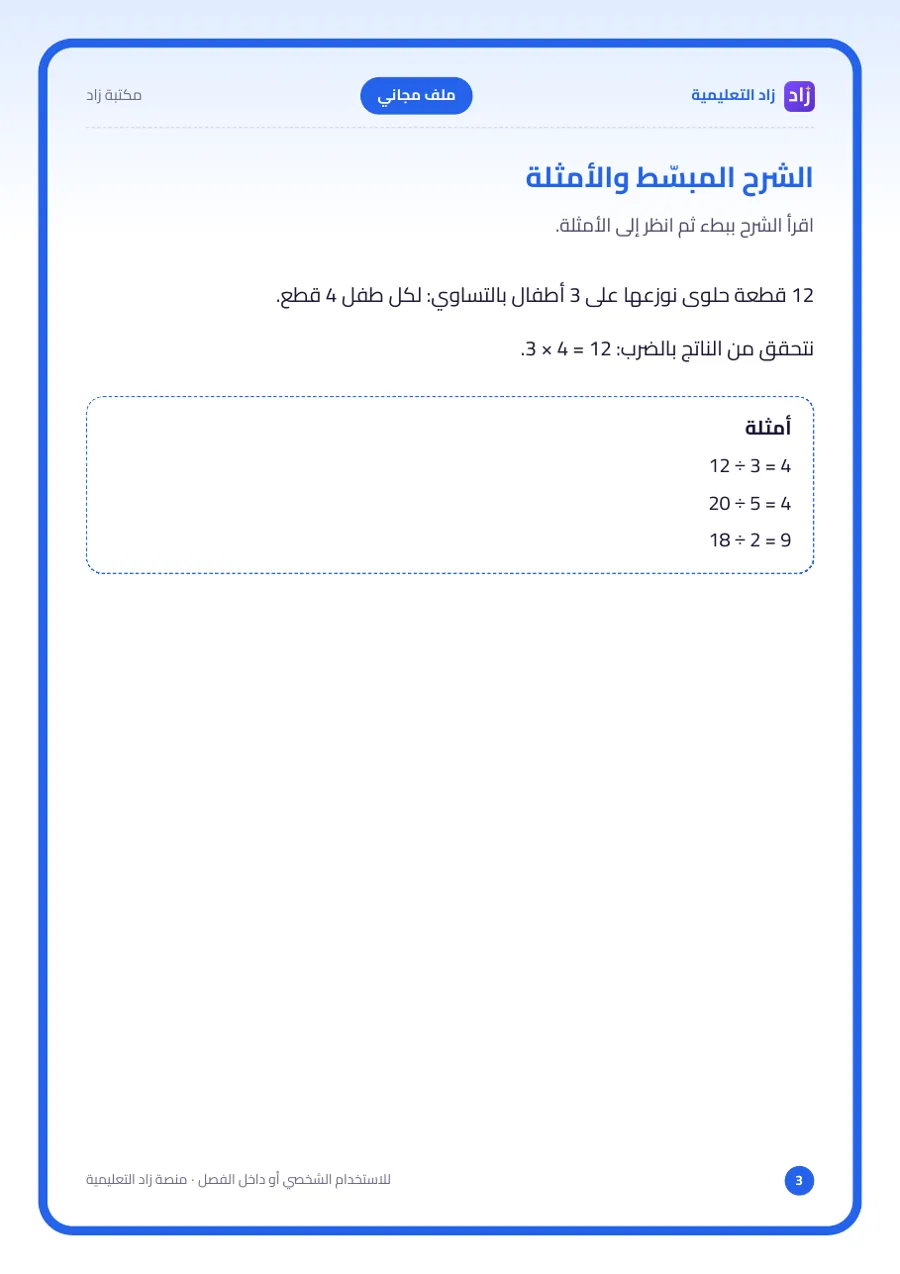 زاد
زاد التعليمية
ملف مجاني
مكتبة زاد
الشرح المبسّط والأمثلة
اقرأ الشرح ببطء ثم انظر إلى الأمثلة.
12 قطعة حلوى نوزعها على 3 أطفال بالتساوي: لكل طفل 4 قطع.
نتحقق من الناتج بالضرب: 3 × 4 = 12.
أمثلة
12 ÷ 3 = 4
20 ÷ 5 = 4
18 ÷ 2 = 9
3
للاستخدام الشخصي أو داخل الفصل · منصة زاد التعليمية